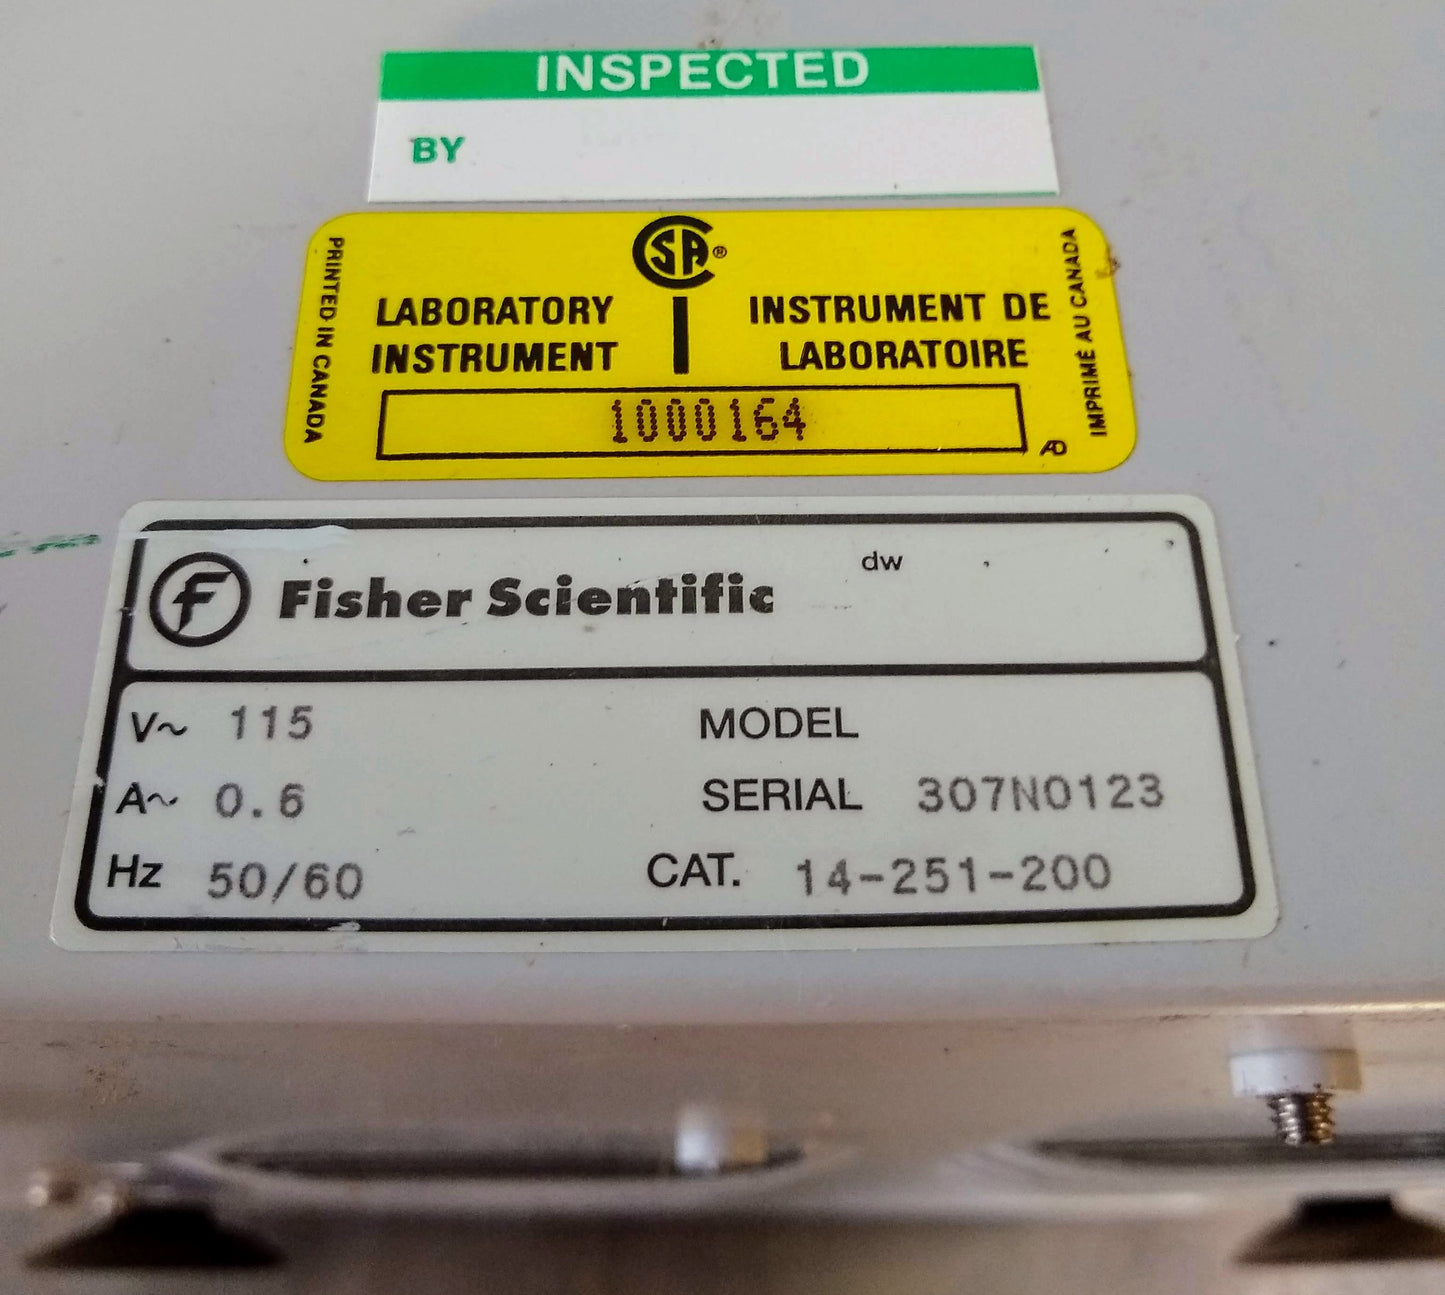 INSPECTED
BY
PRINTED IN CANADA
CSA®
LABORATORY
INSTRUMENT
INSTRUMENT DE
LABORATOIRE
IMPRIMÉ AU CANADA
1000164
F Fisher Scientific
dw
V~ 115
MODEL
A~ 0.6
SERIAL 307N0123
Hz 50/60
CAT. 14-251-200